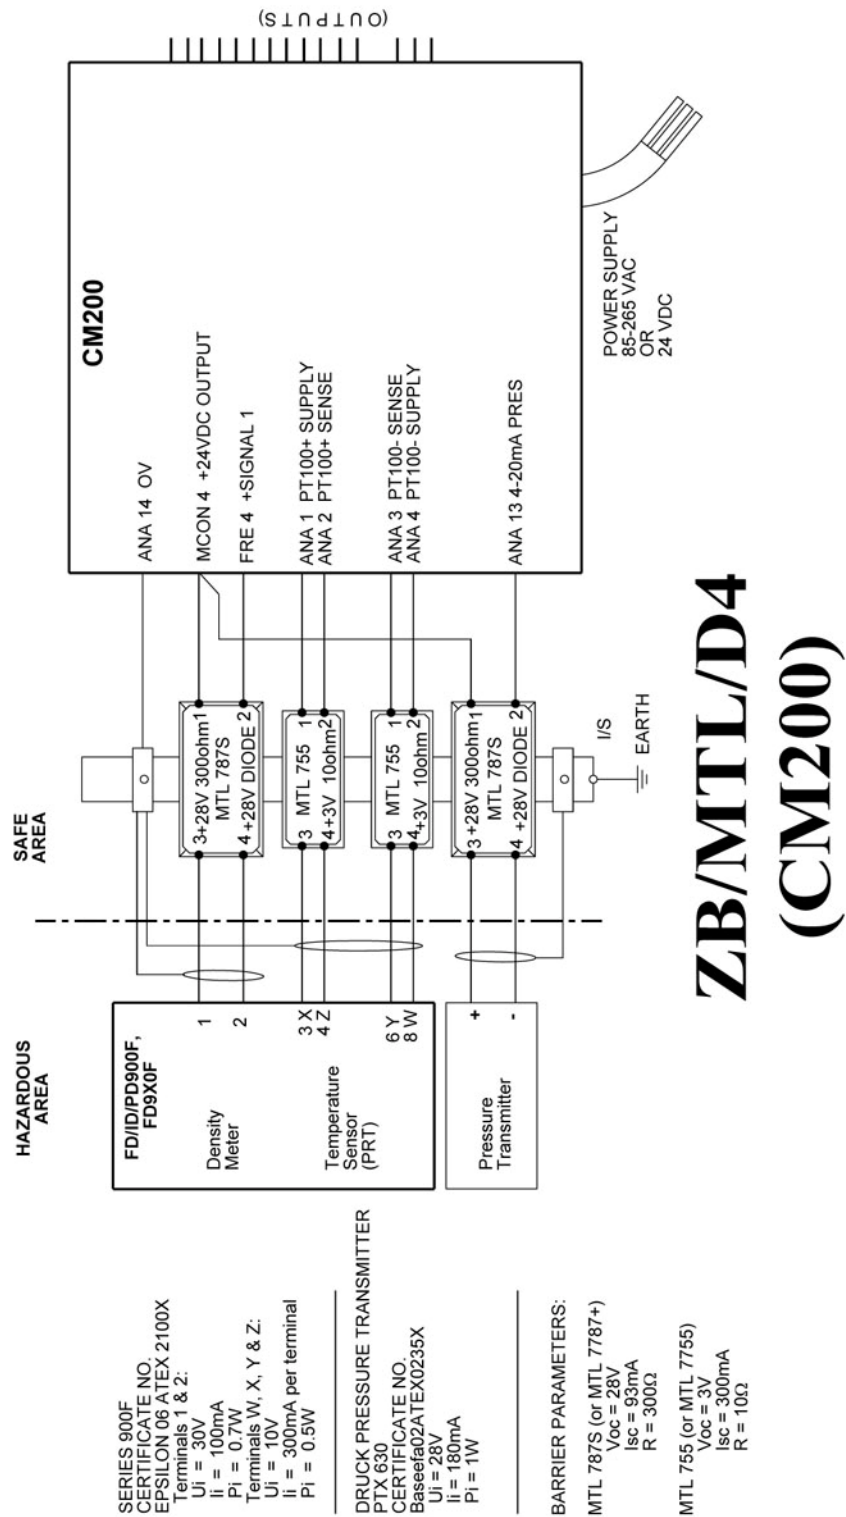 SERIES 900F
CERTIFICATE NO.
EPSILON 06 ATEX 2100X
Terminals 1 & 2:
Ui = 30V
Ii = 100mA
Pi = 0.7W
Terminals W, X, Y & Z:
Ui = 10V
Ii = 300mA per terminal
Pi = 0.5W
DRUCK PRESSURE TRANSMITTER
PTX 630
CERTIFICATE NO.
Baseefa02ATEX0235X
Ui = 28V
Ii = 180mA
Pi = 1W
BARRIER PARAMETERS:
MTL 787S (or MTL 7787+)
Voc = 28V
Isc = 93mA
R = 300Ω
MTL 755 (or MTL 7755)
Voc = 3V
Isc = 300mA
R = 10Ω
HAZARDOUS
AREA
FD/ID/PD900F,
FD9X0F
Density
Meter
1
2
Temperature
Sensor
(PRT)
3 X
4 Z
6 Y
8 W
Pressure
Transmitter
+
-
SAFE
AREA
3+28V 300ohm1
MTL 787S
4+28V DIODE 2
3 MTL 755 1
4+3V 10ohm2
3 MTL 755 1
4+3V 10ohm2
3+28V 300ohm1
MTL 787S
4 +28V DIODE 2
I/S
EARTH
CM200
ANA 14 OV
MCON 4 +24VDC OUTPUT
FRE 4 +SIGNAL 1
ANA 1 PT100+ SUPPLY
ANA 2 PT100+ SENSE
ANA 3 PT100- SENSE
ANA 4 PT100- SUPPLY
ANA 13 4-20mA PRES
(OUTPUTS)
POWER SUPPLY
85-265 VAC
OR
24 VDC
ZB/MTL/D4
(CM200)